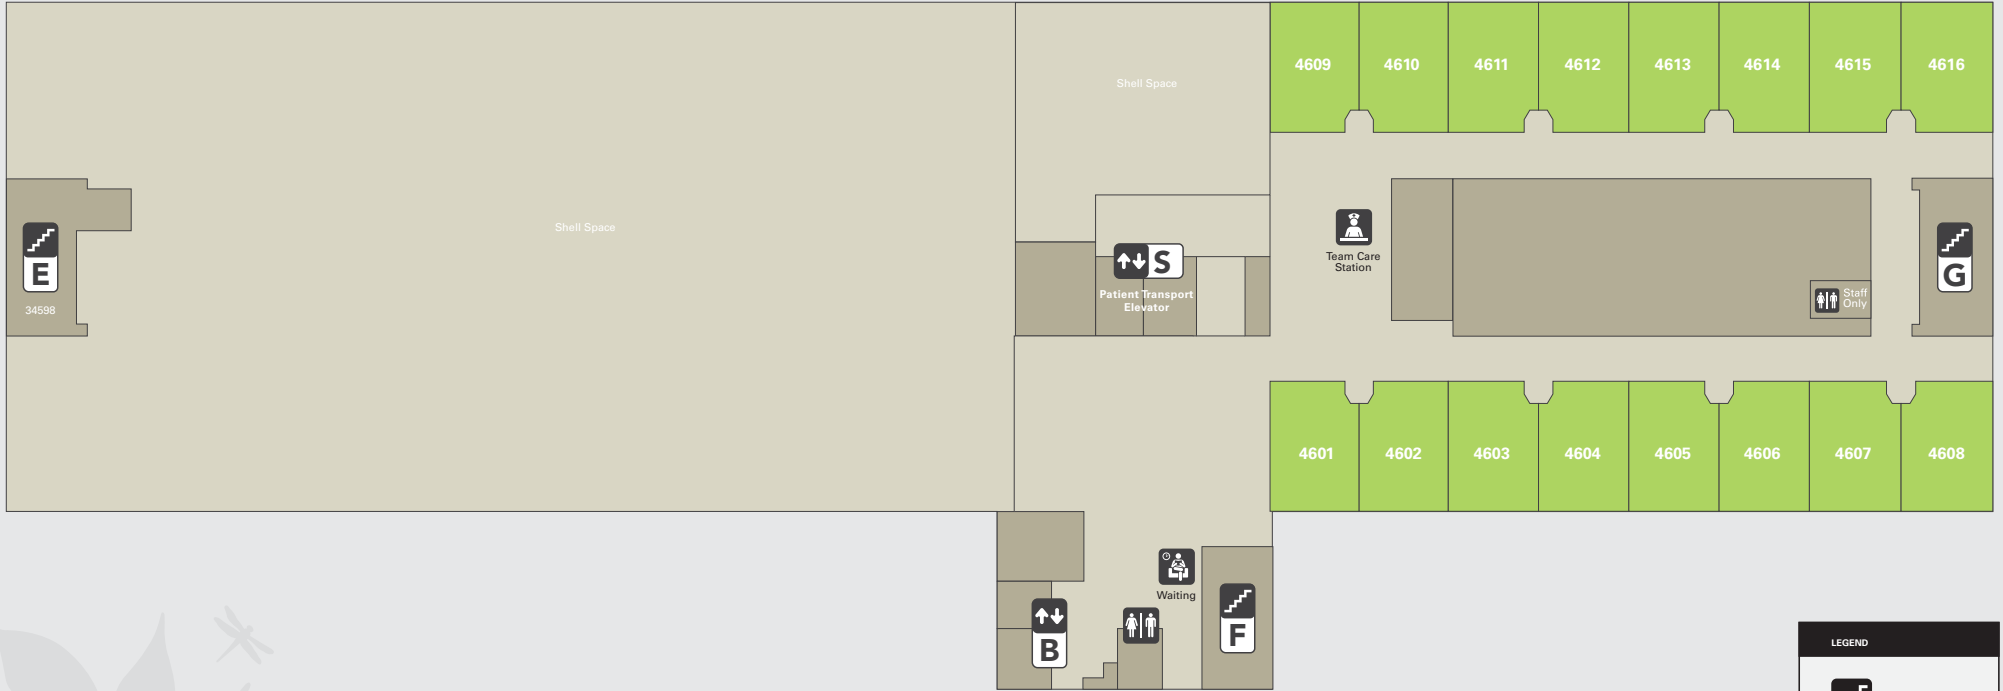 4609 4610 4611 4612 4613 4614 4615 4616
Shell Space
Shell Space
E
34598
S
Patient Transport
Elevator
Team Care
Station
Staff
Only
G
4601 4602 4603 4604 4605 4606 4607 4608
Waiting
B
F
LEGEND